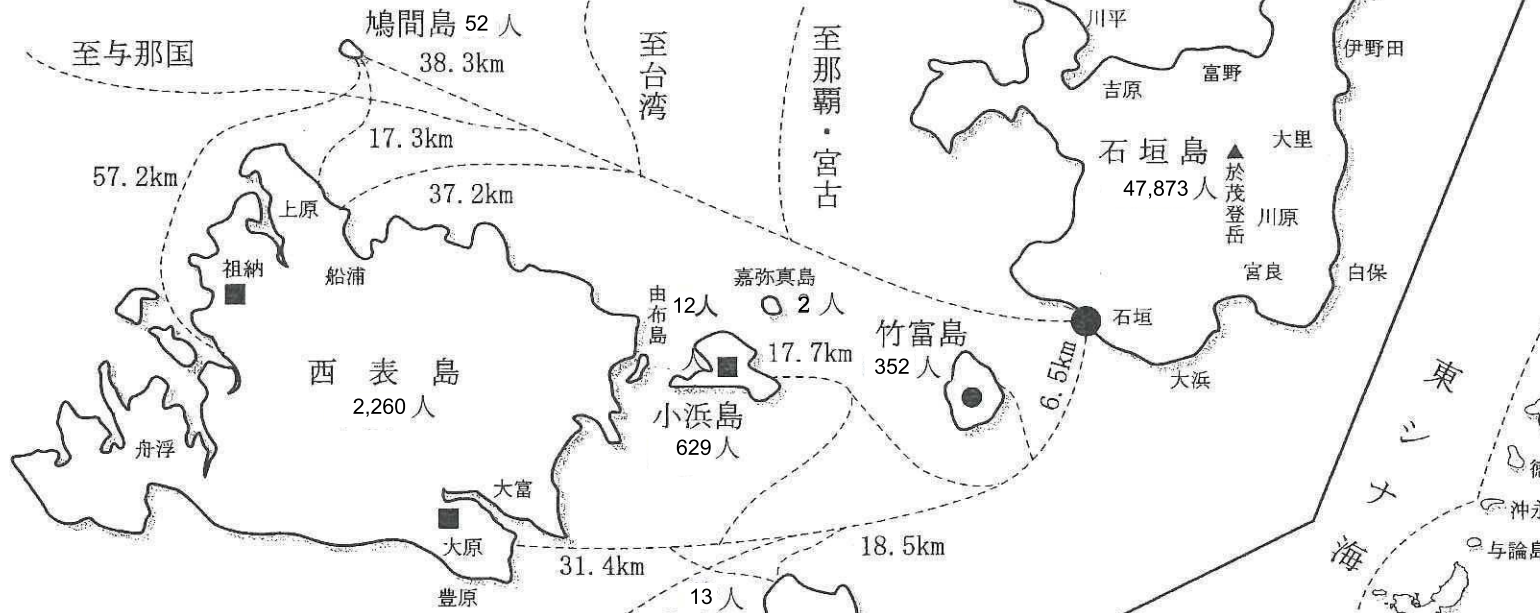 鳩間島 52 人
38.3km
至与那国
至台湾
至那覇・宮古
川平
伊野田
富野
吉原
大里
石垣島
47,873 人
於茂登岳
川原
宮良
白保
石垣
大浜
17.3km
57.2km
37.2km
上原
祖納
船浦
由布島
12人
嘉弥真島
2 人
竹富島
352 人
17.7km
6.5km
西表島
2,260 人
小浜島
629 人
舟浮
大富
大原
豊原
31.4km
18.5km
13 人
東シナ海
沖永
与論島